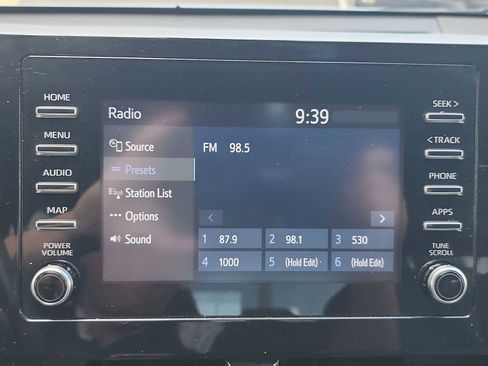 HOME
MENU
AUDIO
MAP
POWER
VOLUME
Radio
9:39
Source
Presets
Station List
Options
Sound
FM 98.5
<
>
1 87.9
2 98.1
3 530
4 1000
5 (Hold Edit)
6 (Hold Edit)
SEEK >
< TRACK
PHONE
APPS
TUNE
SCROLL